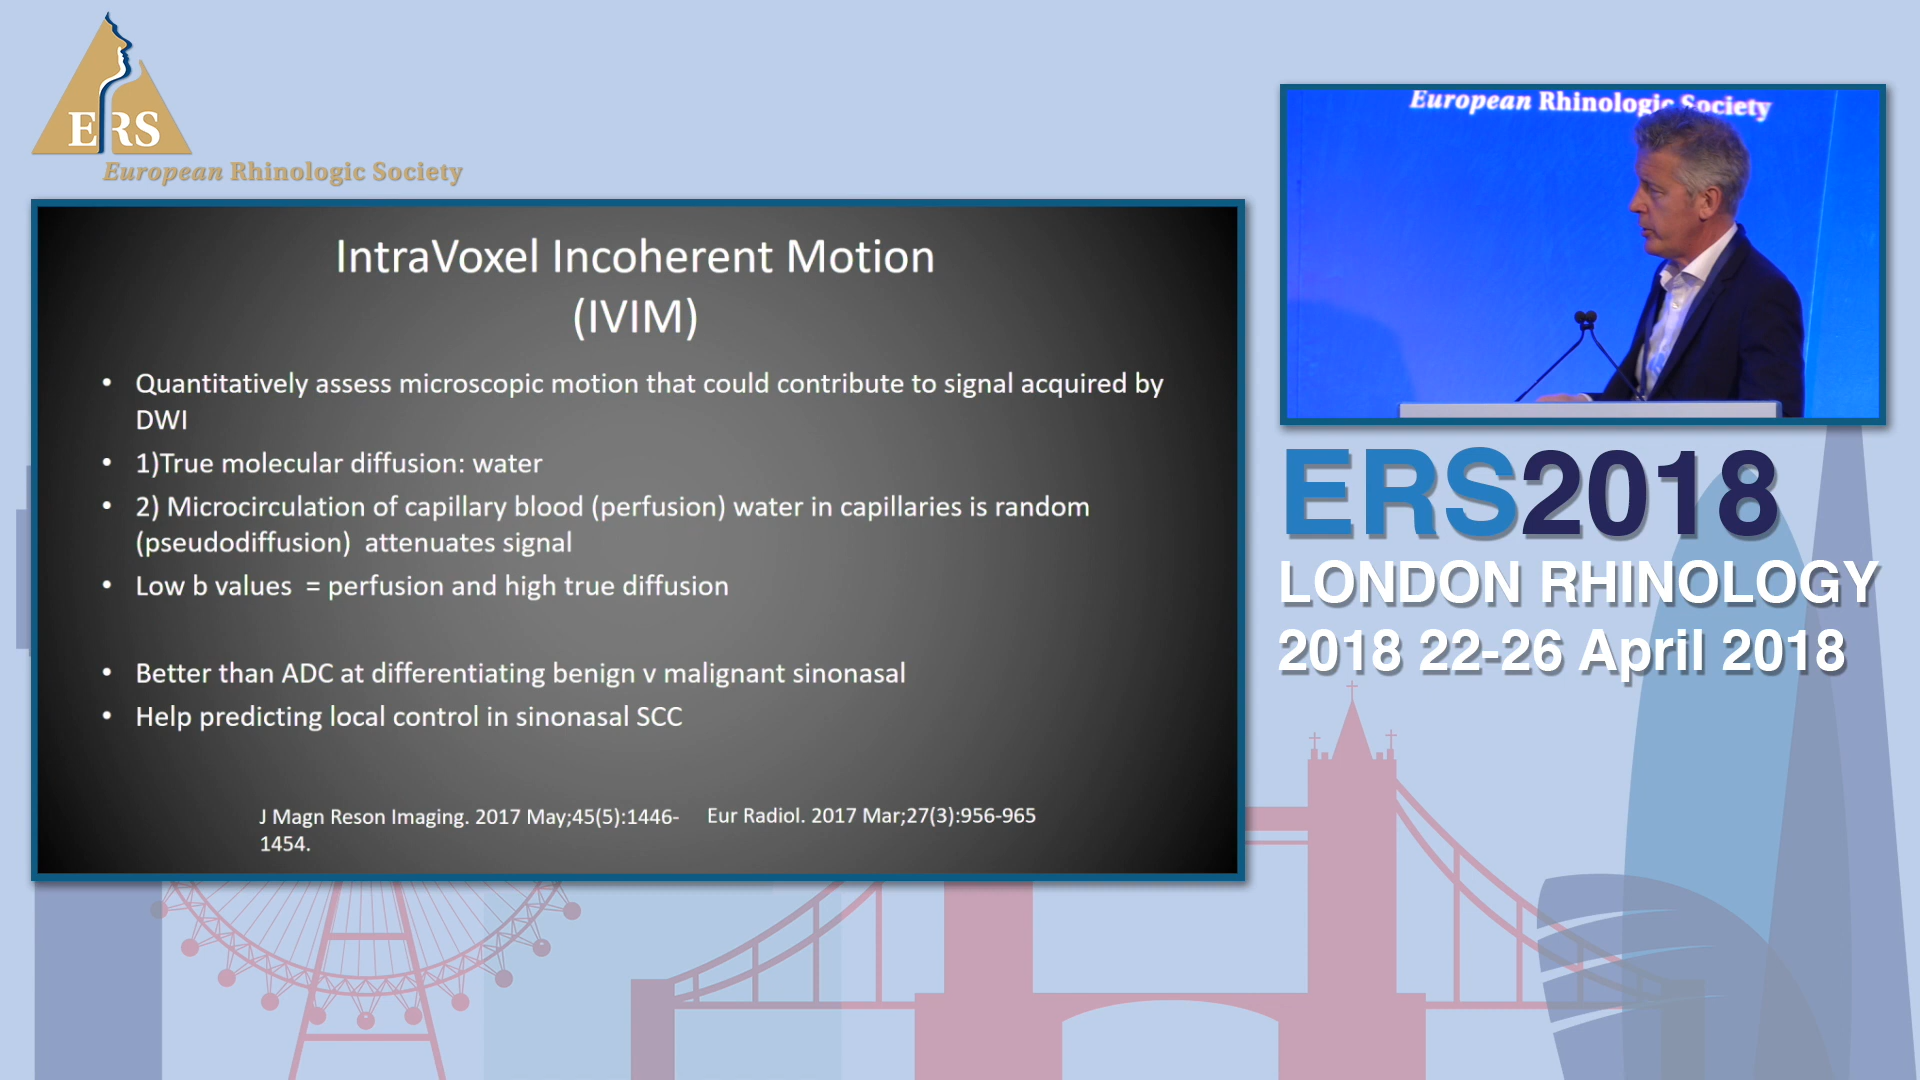 ERS
European Rhinologic Society
IntraVoxel Incoherent Motion
(IVIM)
• Quantitatively assess microscopic motion that could contribute to signal acquired by
DWI
• 1)True molecular diffusion: water
• 2) Microcirculation of capillary blood (perfusion) water in capillaries is random
(pseudodiffusion)  attenuates signal
• Low b values  = perfusion and high true diffusion
• Better than ADC at differentiating benign v malignant sinonasal
• Help predicting local control in sinonasal SCC
J Magn Reson Imaging. 2017 May;45(5):1446-
1454.
Eur Radiol. 2017 Mar;27(3):956-965
European Rhinologic Society
ERS2018
LONDON RHINOLOGY
2018 22-26 April 2018